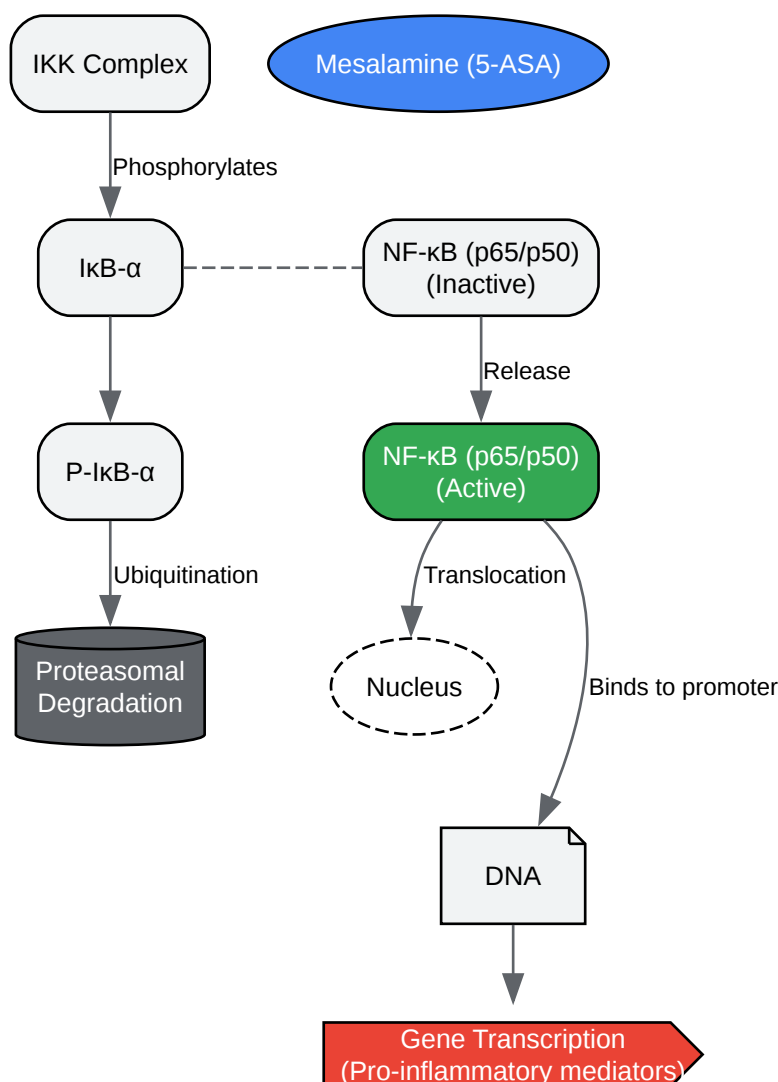 IKK Complex
Mesalamine (5-ASA)
Phosphorylates
IκB-α
NF-κB (p65/p50)
(Inactive)
Release
P-IκB-α
NF-κB (p65/p50)
(Active)
Ubiquitination
Translocation
Proteasomal
Degradation
Nucleus
Binds to promoter
DNA
Gene Transcription
(Pro-inflammatory mediators)